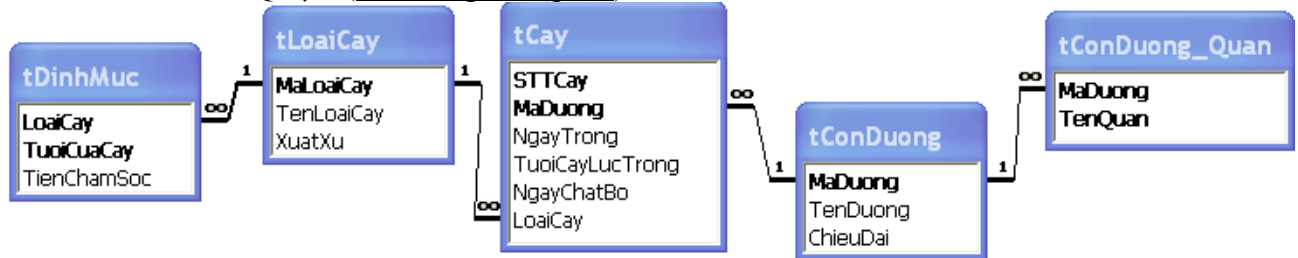 tDinhMuc
LoaiCay
TuoiCuaCay
TienChamSoc
∞
1
tLoaiCay
MaLoaiCay
TenLoaiCay
XuatXu
1
∞
tCay
STTCay
MaDuong
NgayTrong
TuoiCayLucTrong
NgayChatBo
LoaiCay
∞
1
tConDuong
MaDuong
TenDuong
ChieuDai
1
∞
tConDuong_Quan
MaDuong
TenQuan